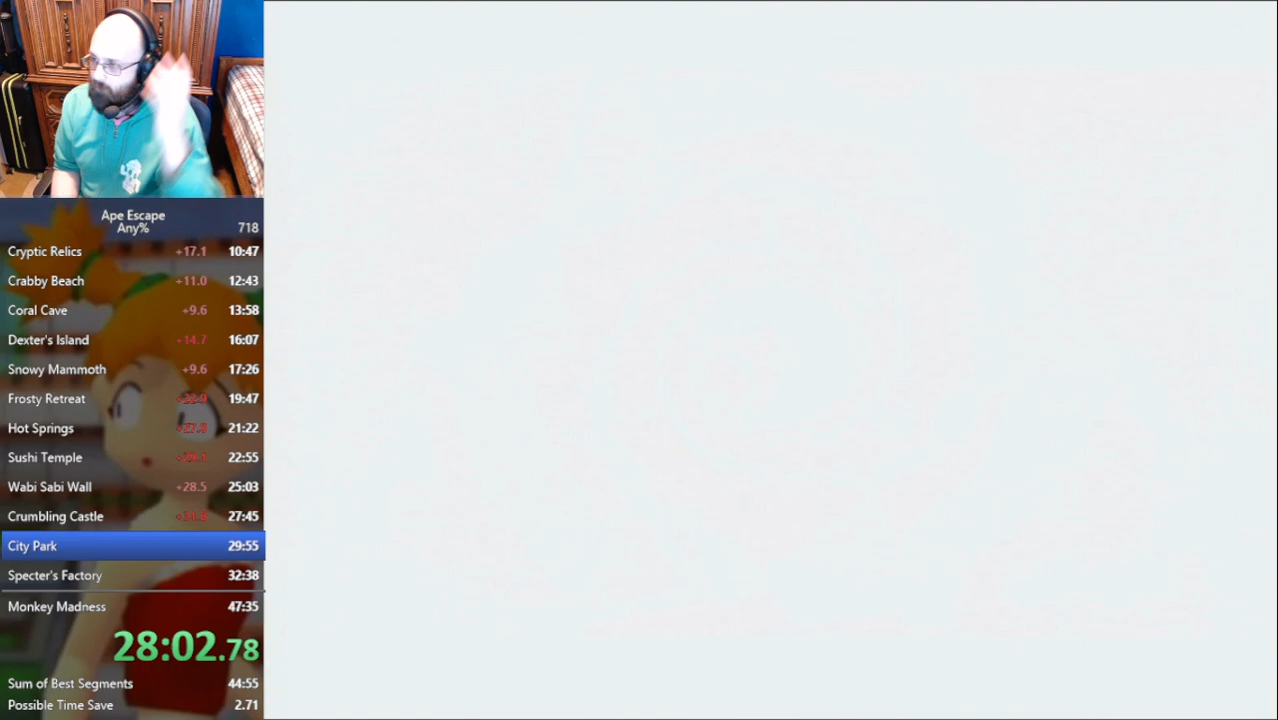 Ape Escape
Any% 718
Cryptic Relics +17.1 10:47
Crabby Beach +11.0 12:43
Coral Cave +9.6 13:58
Dexter's Island +14.7 16:07
Snowy Mammoth +9.6 17:26
Frosty Retreat 19:47
Hot Springs 21:22
Sushi Temple 22:55
Wabi Sabi Wall +28.5 25:03
Crumbling Castle 27:45
City Park 29:55
Specter's Factory 32:38
Monkey Madness 47:35
28:02.78
Sum of Best Segments 44:55
Possible Time Save 2.71